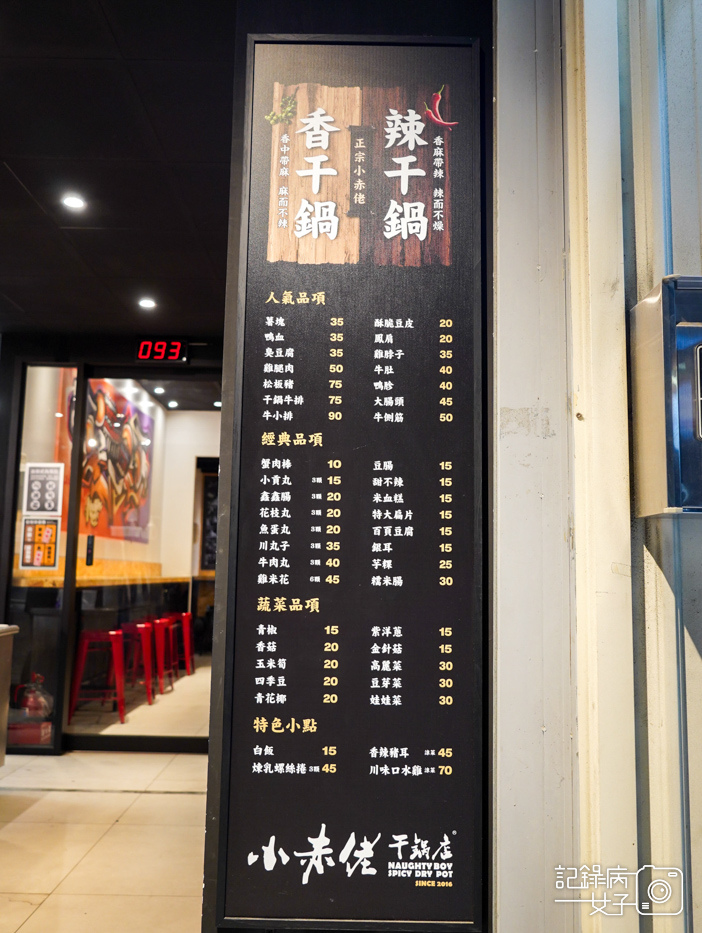 辣干鍋
香麻帶辣 辣而不燥
正宗小赤佬
香干鍋
香中帶麻 麻而不辣
人氣品項
薯塊 35
鴨血 35
臭豆腐 35
雞腿肉 50
松板豬 75
干鍋牛排 75
牛小排 90
酥脆豆皮 20
鳳肩 20
雞脖子 35
牛肚 40
鴨胗 40
大腸頭 45
牛側筋 50
經典品項
蟹肉棒 10
小貢丸 3顆 15
鑫鑫腸 3顆 20
花枝丸 3顆 20
魚蛋丸 3顆 20
川丸子 3顆 35
牛肉丸 3顆 40
雞米花 6顆 45
豆腸 15
甜不辣 15
米血糕 15
特大扁片 15
百頁豆腐 15
銀耳 15
芋粿 25
糯米腸 30
蔬菜品項
青椒 15
香菇 20
玉米筍 20
四季豆 20
青花椰 20
紫洋蔥 15
金針菇 15
高麗菜 30
豆芽菜 30
娃娃菜 30
特色小點
白飯 15
煉乳螺絲捲 3顆 45
香辣豬耳 涼菜 45
川味口水雞 涼菜 70
小赤佬 干鍋店®
NAUGHTY BOY
SPICY DRY POT
SINCE 2016
093
記錄病
女子